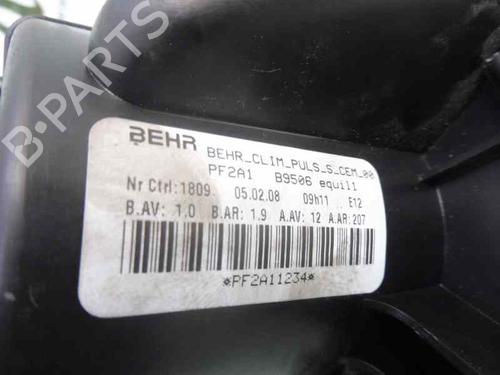 B-PARTS
BEHR BEHR_CLIM_PULS_S_CEM_00
PF2A1 B9506 equil1
Nr Ctrl:1809. 05.02.08 09h11 .. E12
B.AV: 1.0 B.AR: 1.9 A.AV: 12 A.AR:207
*PF2A11234*